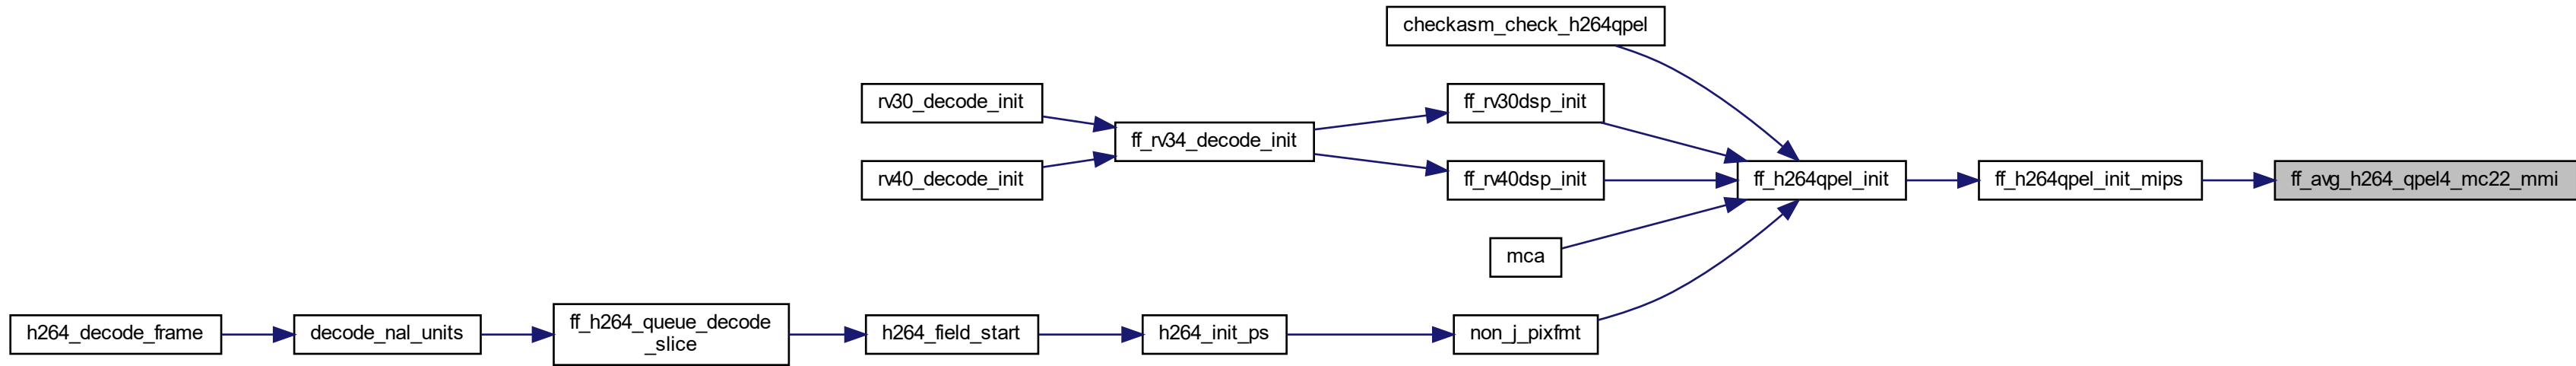 checkasm_check_h264qpel
rv30_decode_init
ff_rv30dsp_init
ff_rv34_decode_init
rv40_decode_init
ff_rv40dsp_init
ff_h264qpel_init
ff_h264qpel_init_mips
ff_avg_h264_qpel4_mc22_mmi
mca
h264_decode_frame
decode_nal_units
ff_h264_queue_decode
_slice
h264_field_start
h264_init_ps
non_j_pixfmt